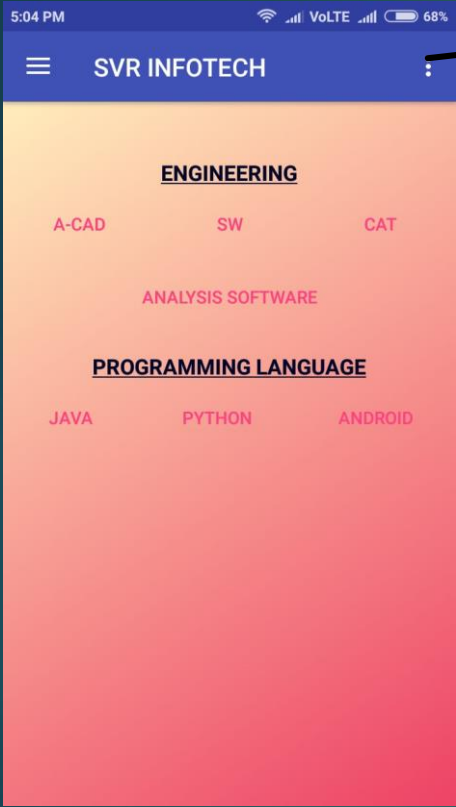 5:04 PM VoLTE 68%
SVR INFOTECH
ENGINEERING
A-CAD SW CAT
ANALYSIS SOFTWARE
PROGRAMMING LANGUAGE
JAVA PYTHON ANDROID